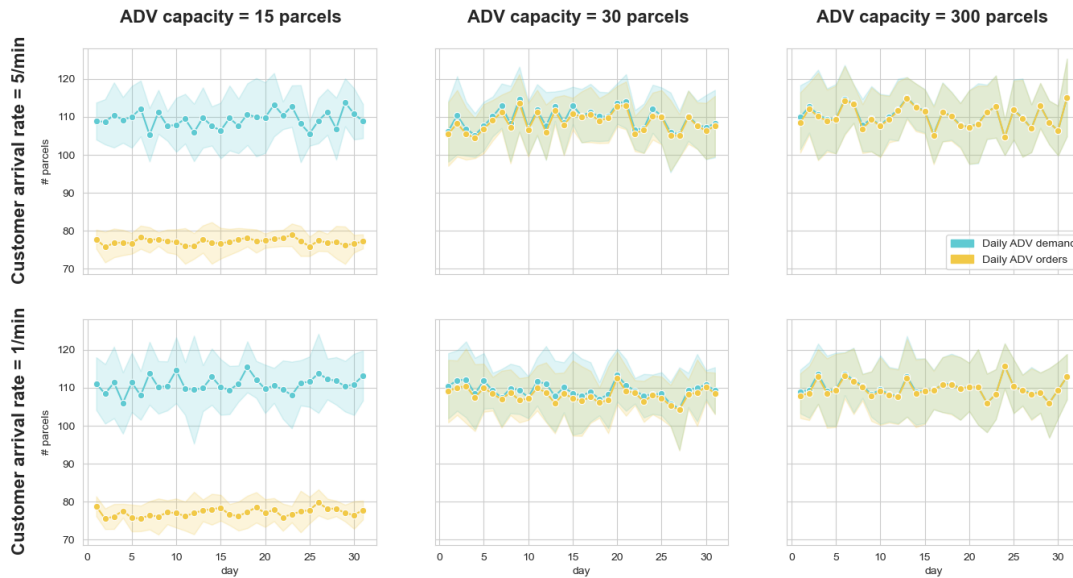 ADV capacity = 15 parcels
ADV capacity = 30 parcels
ADV capacity = 300 parcels
Customer arrival rate = 5/min
# parcels
120
110
100
90
80
70
Daily ADV demand
Daily ADV orders
Customer arrival rate = 1/min
# parcels
120
110
100
90
80
70
0 5 10 15 20 25 30
day
0 5 10 15 20 25 30
day
0 5 10 15 20 25 30
day